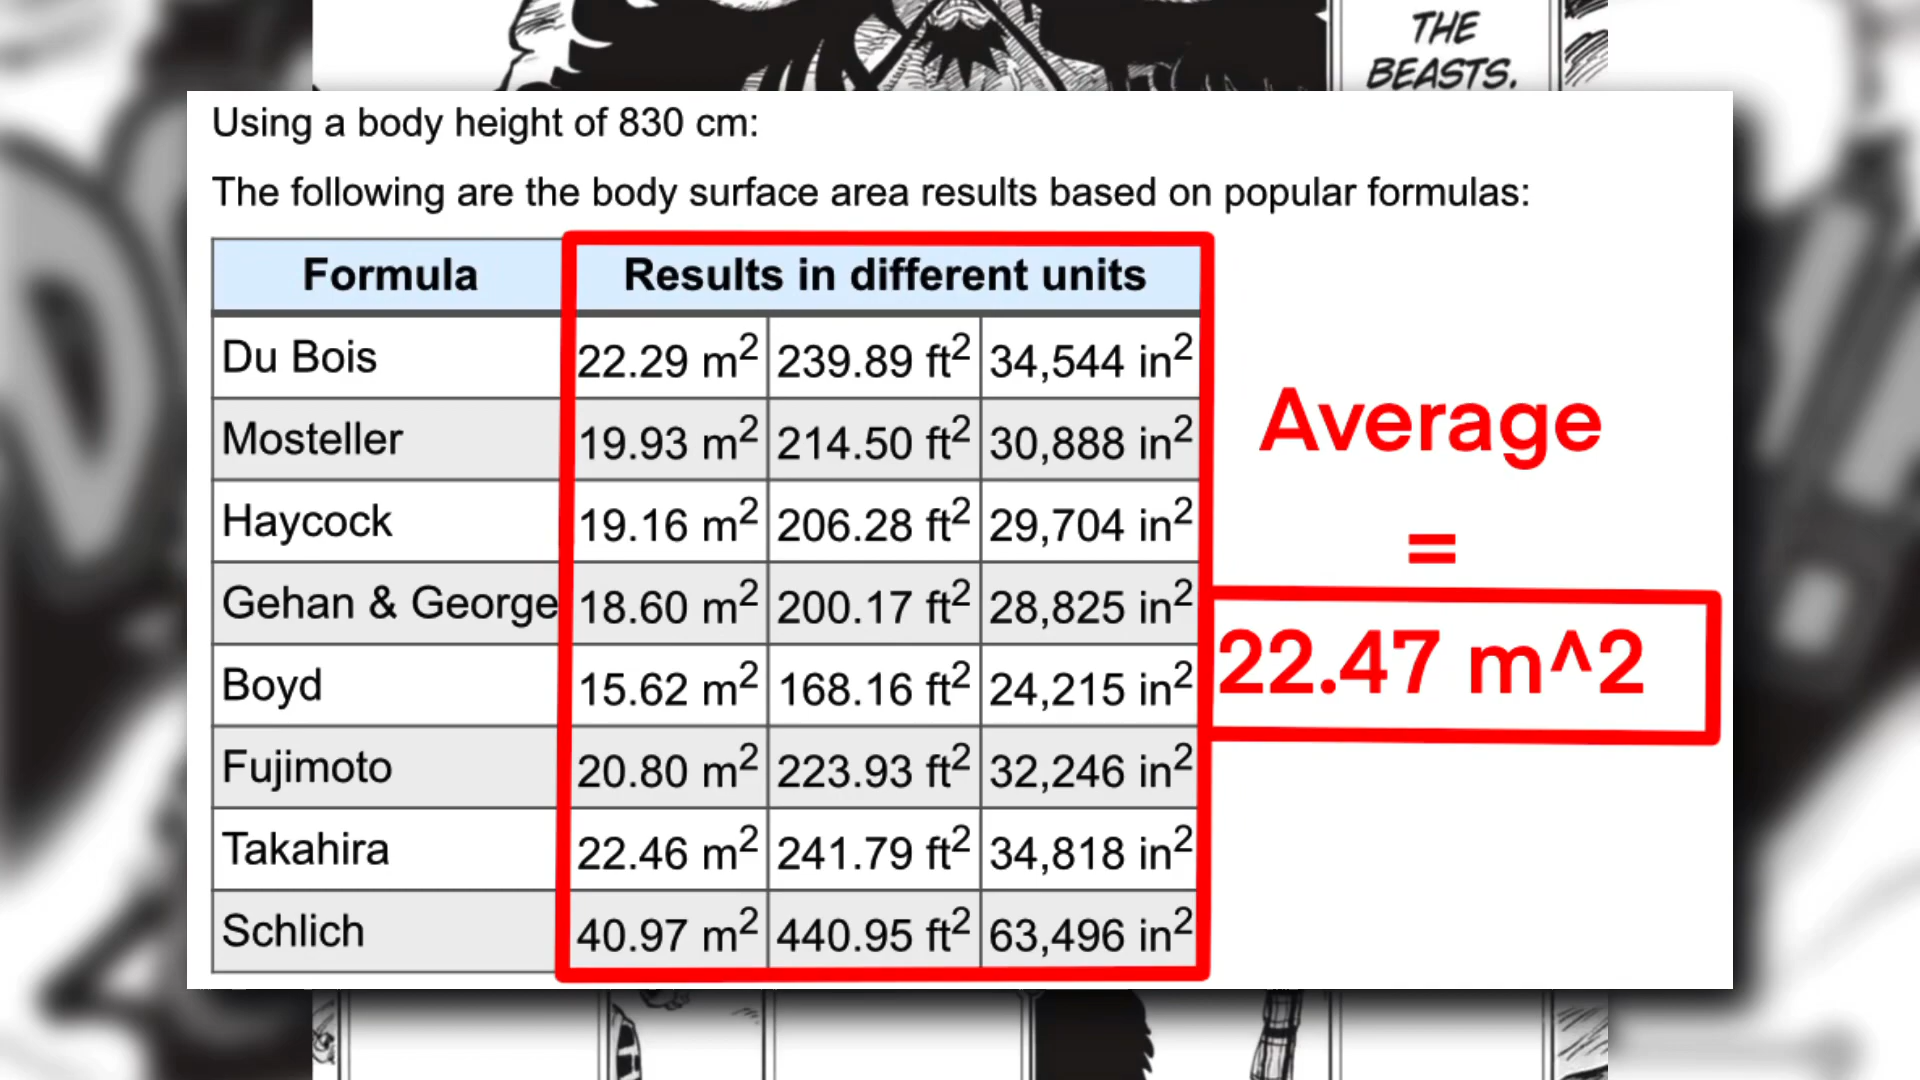 THE
BEASTS.
Using a body height of 830 cm:
The following are the body surface area results based on popular formulas:
Formula Results in different units
Du Bois 22.29 m² 239.89 ft² 34,544 in²
Mosteller 19.93 m² 214.50 ft² 30,888 in²
Haycock 19.16 m² 206.28 ft² 29,704 in²
Gehan & George 18.60 m² 200.17 ft² 28,825 in²
Boyd 15.62 m² 168.16 ft² 24,215 in²
Fujimoto 20.80 m² 223.93 ft² 32,246 in²
Takahira 22.46 m² 241.79 ft² 34,818 in²
Schlich 40.97 m² 440.95 ft² 63,496 in²
Average
=
22.47 m^2